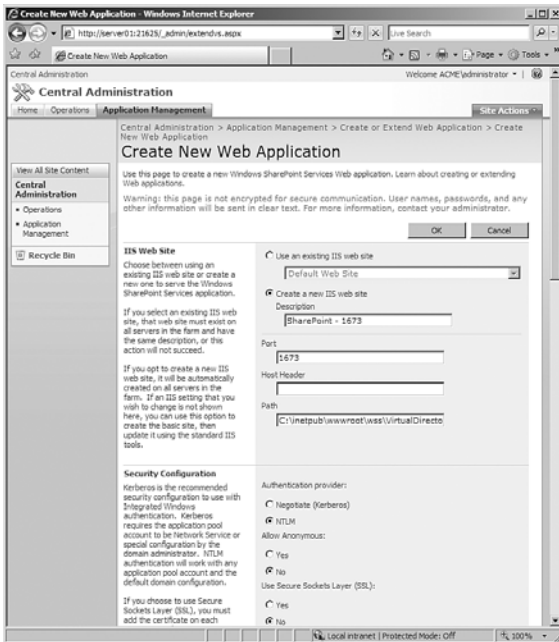 Create New Web Application - Windows Internet Explorer
http://server01:21625/_admin/extendvs.aspx
Live Search
Create New Web Application
Page
Tools
Central Administration
Welcome ACME\administrator
Central Administration
Home
Operations
Application Management
Site Actions
Central Administration > Application Management > Create or Extend Web Application > Create
New Web Application
Create New Web Application
View All Site Content
Central
Administration
Operations
Application
Management
Recycle Bin
Use this page to create a new Windows SharePoint Services Web application. Learn about creating or extending
Web applications.
Warning: this page is not encrypted for secure communication. User names, passwords, and any
other information will be sent in clear text. For more information, contact your administrator.
OK
Cancel
IIS Web Site
Choose between using an
existing IIS web site or create a
new one to serve the Windows
SharePoint Services application.
If you select an existing IIS web
site, that web site must exist on
all servers in the farm and have
the same description, or this
action will not succeed.
If you opt to create a new IIS
web site, it will be automatically
created on all servers in the
farm. If an IIS setting that you
wish to change is not shown
here, you can use this option to
create the basic site, then
update it using the standard IIS
tools.
Use an existing IIS web site
Default Web Site
Create a new IIS web site
Description
SharePoint - 1673
Port
1673
Host Header
Path
C:\inetpub\wwwroot\wss\VirtualDirecto
Security Configuration
Kerberos is the recommended
security configuration to use with
Integrated Windows
authentication. Kerberos
requires the application pool
account to be Network Service or
special configuration by the
domain administrator. NTLM
authentication will work with any
application pool account and the
default domain configuration.
If you choose to use Secure
Sockets Layer (SSL), you must
add the certificate on each
Authentication provider:
Negotiate (Kerberos)
NTLM
Allow Anonymous:
Yes
No
Use Secure Sockets Layer (SSL):
Yes
No
Local intranet | Protected Mode: Off
100%